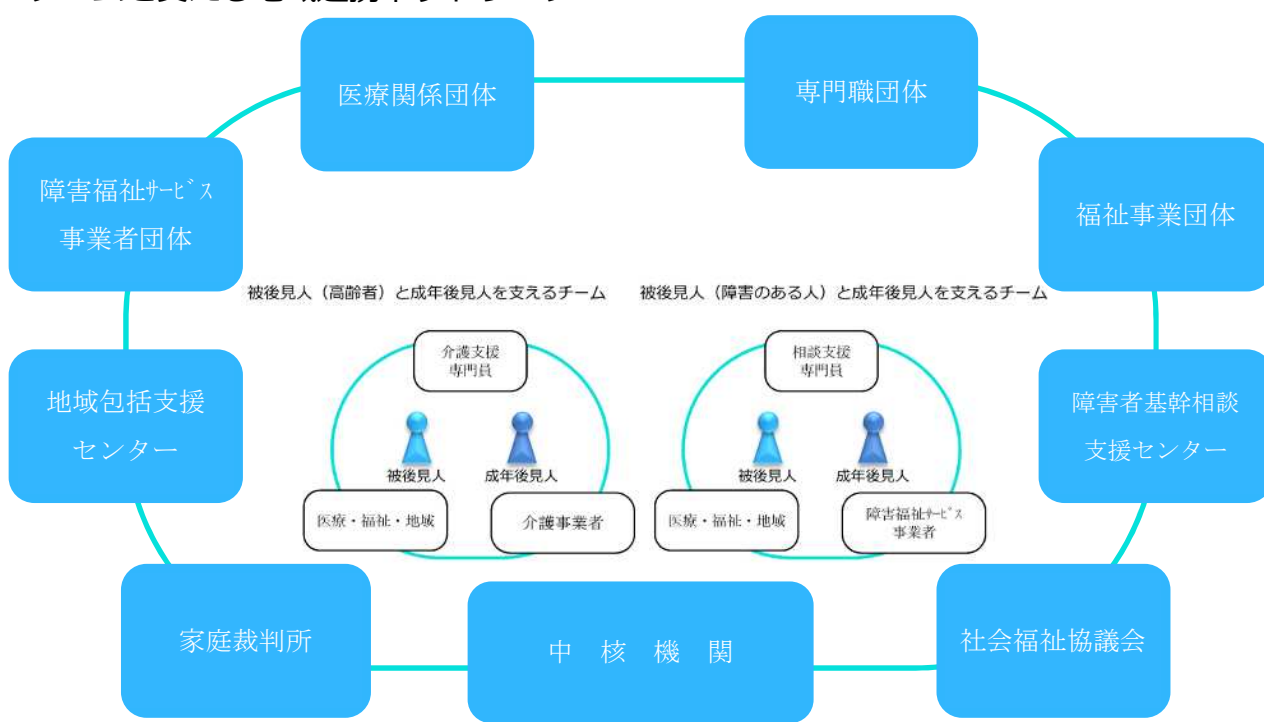 医療関係団体
専門職団体
障害福祉ｻｰﾋﾞｽ
事業者団体
福祉事業団体
被後見人（高齢者）と成年後見人を支えるチーム
被後見人（障害のある人）と成年後見人を支えるチーム
介護支援
専門員
被後見人
成年後見人
医療・福祉・地域
介護事業者
相談支援
専門員
被後見人
成年後見人
医療・福祉・地域
障害福祉ｻｰﾋﾞｽ
事業者
地域包括支援
センター
障害者基幹相談
支援センター
家庭裁判所
中　核　機　関
社会福祉協議会